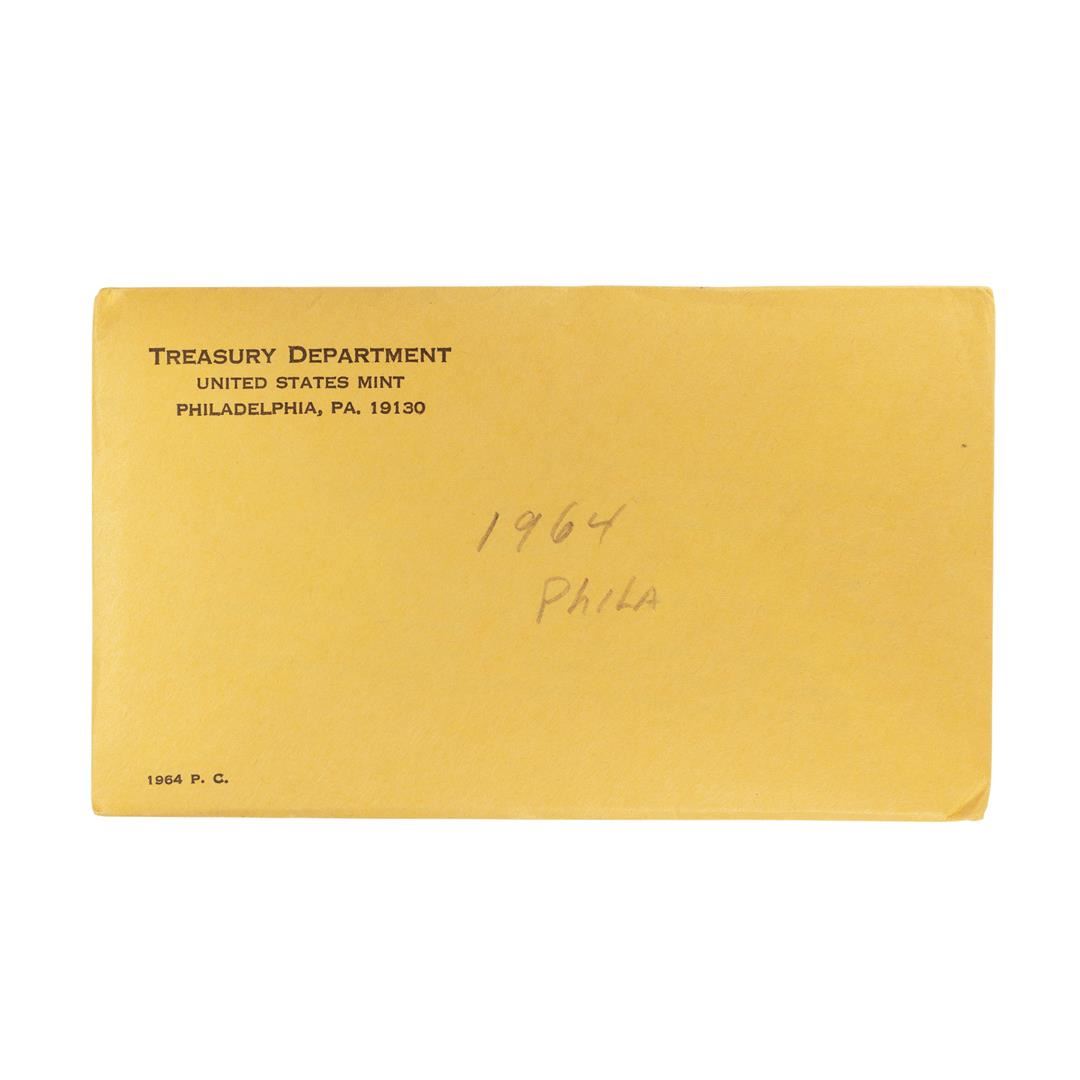 TREASURY DEPARTMENT
UNITED STATES MINT
PHILADELPHIA, PA. 19130
1964
PhilA
1964 P. C.